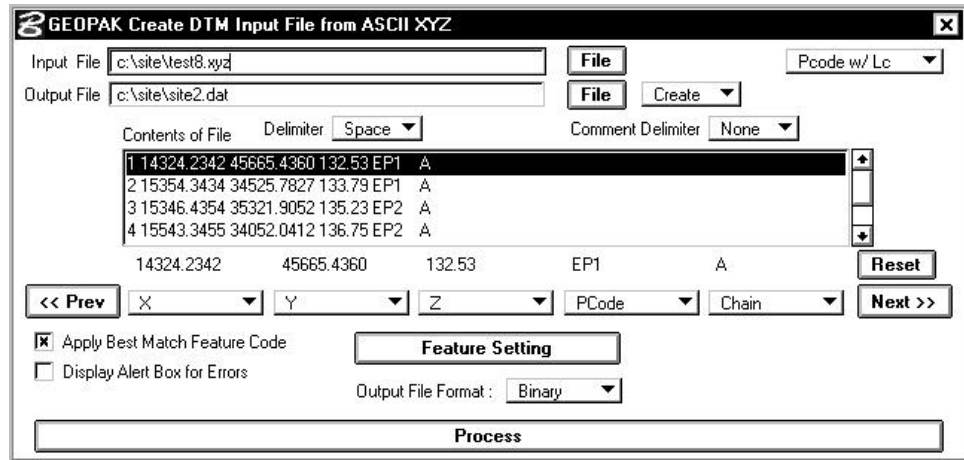 GEOPAK Create DTM Input File from ASCII XYZ
Input File c:\site\test8.xyz File Pcode w/ Lc
Output File c:\site\site2.dat File Create
Contents of File Delimiter Space Comment Delimiter None
1 14324.2342 45665.4360 132.53 EP1 A
2 15354.3434 34525.7827 133.79 EP1 A
3 15346.4354 35321.9052 135.23 EP2 A
4 15543.3455 34052.0412 136.75 EP2 A
14324.2342 45665.4360 132.53 EP1 A Reset
<< Prev X Y Z PCode Chain Next >>
Apply Best Match Feature Code Feature Setting
Display Alert Box for Errors
Output File Format : Binary
Process